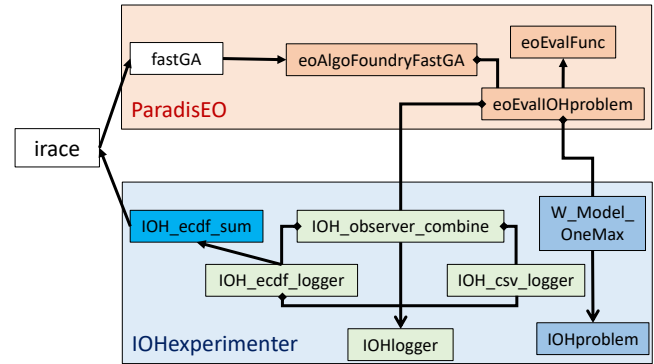 eoEvalFunc
fastGA
eoAlgoFoundryFastGA
ParadisEO
eoEvalIOHproblem
irace
IOH_ecdf_sum
IOH_observer_combine
W_Model_
OneMax
IOH_ecdf_logger
IOH_csv_logger
IOHexperimenter
IOHlogger
IOHproblem